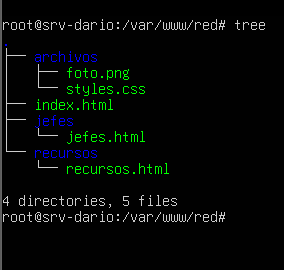 root@srv-dario:/var/www/red# tree
.
├── archivos
│   ├── foto.png
│   └── styles.css
├── index.html
├── jefes
│   └── jefes.html
└── recursos
    └── recursos.html

4 directories, 5 files
root@srv-dario:/var/www/red#